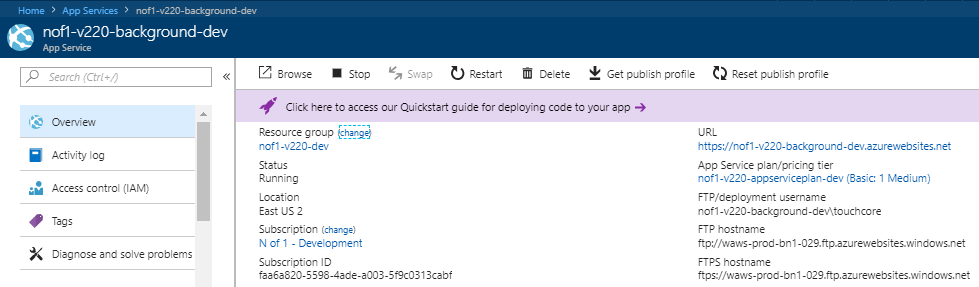 Home > App Services > nof1-v220-background-dev
nof1-v220-background-dev
App Service
Search (Ctrl+/)
«
Overview
Activity log
Access control (IAM)
Tags
Diagnose and solve problems
Browse Stop Swap Restart Delete Get publish profile Reset publish profile
Click here to access our Quickstart guide for deploying code to your app →
Resource group (change)
nof1-v220-dev
Status
Running
Location
East US 2
Subscription (change)
N of 1 - Development
Subscription ID
faa6a820-5598-4ade-a003-5f9c0313cabf
URL
https://nof1-v220-background-dev.azurewebsites.net
App Service plan/pricing tier
nof1-v220-appserviceplan-dev (Basic: 1 Medium)
FTP/deployment username
nof1-v220-background-dev\touchcore
FTP hostname
ftp://waws-prod-bn1-029.ftp.azurewebsites.windows.net
FTPS hostname
ftps://waws-prod-bn1-029.ftp.azurewebsites.windows.net